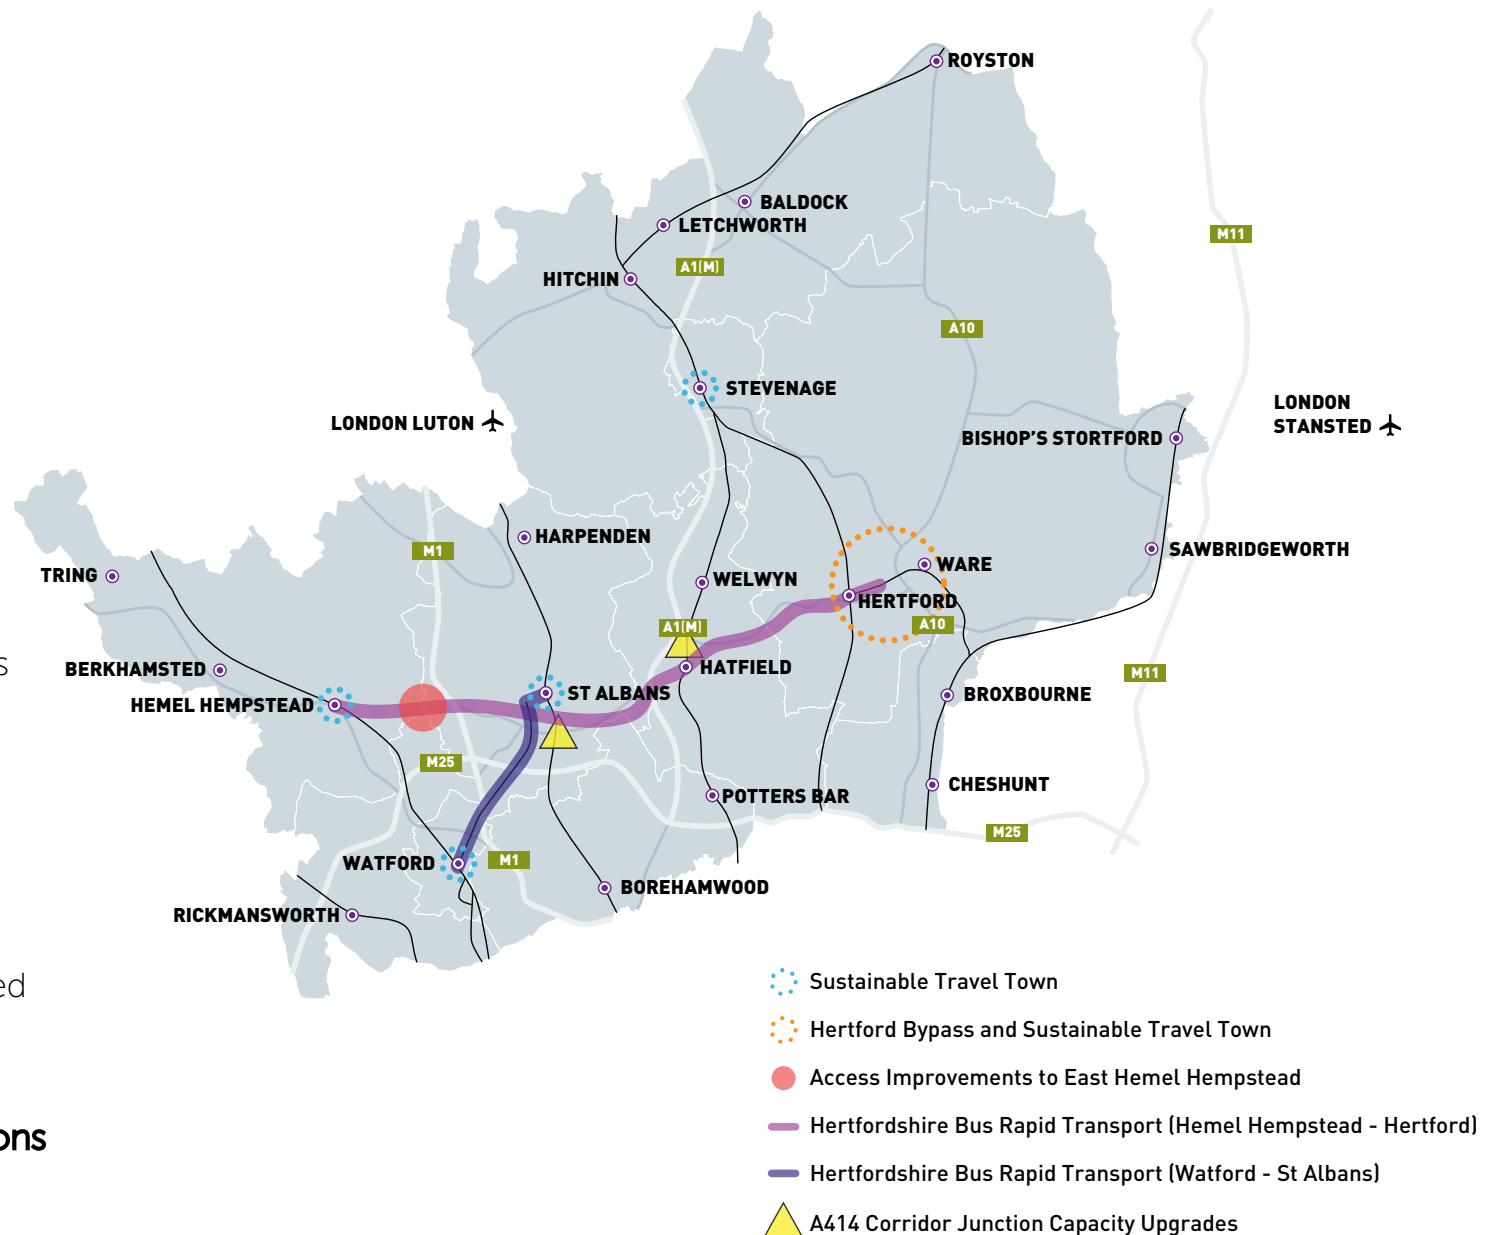 ROYSTON
BALDOCK
LETCHWORTH
M11
A1(M)
HITCHIN
A10
STEVENAGE
LONDON
STANSTED
LONDON LUTON
BISHOP'S STORTFORD
HARPENDEN
M1
SAWBRIDGEWORTH
WARE
TRING
WELWYN
HERTFORD
A10
A1(M)
s
BERKHAMSTED
HATFIELD
M11
ST ALBANS
BROXBOURNE
HEMEL HEMPSTEAD
M25
CHESHUNT
POTTERS BAR
M25
WATFORD
M1
BOREHAMWOOD
RICKMANSWORTH
ed
ons
Sustainable Travel Town
Hertford Bypass and Sustainable Travel Town
Access Improvements to East Hemel Hempstead
Hertfordshire Bus Rapid Transport (Hemel Hempstead - Hertford)
Hertfordshire Bus Rapid Transport (Watford - St Albans)
A414 Corridor Junction Capacity Upgrades